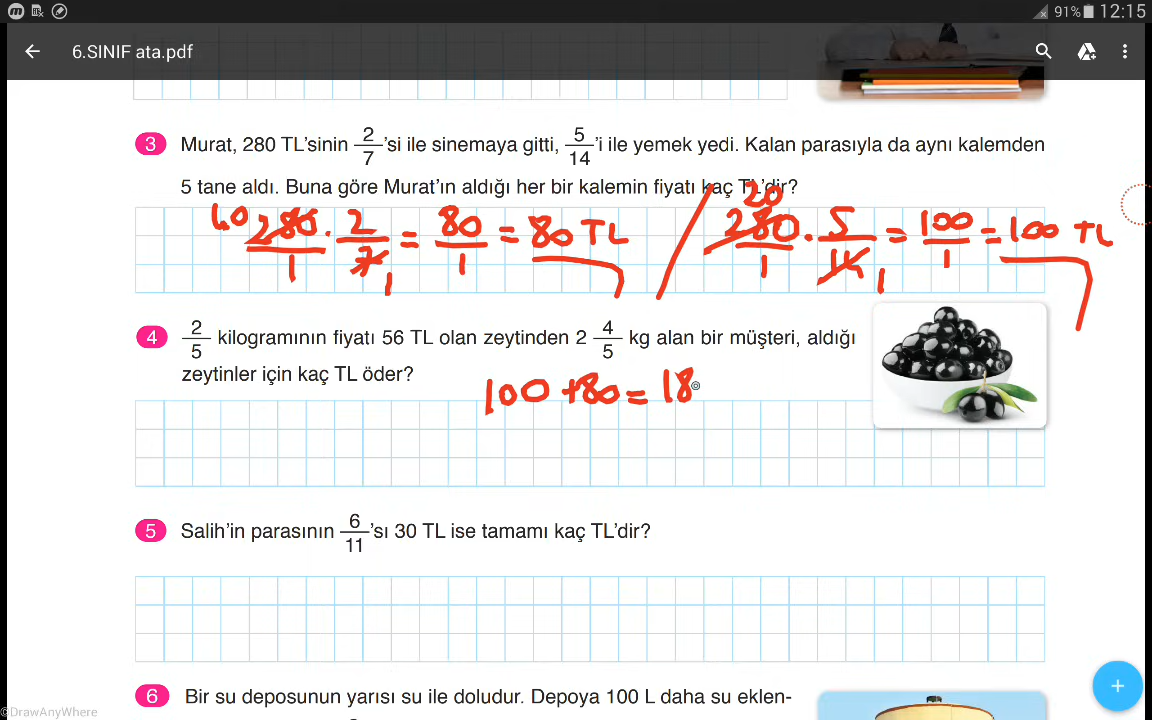 91% 12:15
6.SINIF ata.pdf
3 Murat, 280 TL'sinin 2/7'si ile sinemaya gitti, 5/14'i ile yemek yedi. Kalan parasıyla da aynı kalemden
5 tane aldı. Buna göre Murat'ın aldığı her bir kalemin fiyatı kaç TL'dir?
40 280/1 · 2/7 1 = 80/1 = 80 TL / 20 280/1 · 5/14 1 = 100/1 = 100 TL
4 2/5 kilogramının fiyatı 56 TL olan zeytinden 2 4/5 kg alan bir müşteri, aldığı
zeytinler için kaç TL öder?
100 + 80 = 180
5 Salih'in parasının 6/11'sı 30 TL ise tamamı kaç TL'dir?
6 Bir su deposunun yarısı su ile doludur. Depoya 100 L daha su eklen-
©DrawAnyWhere